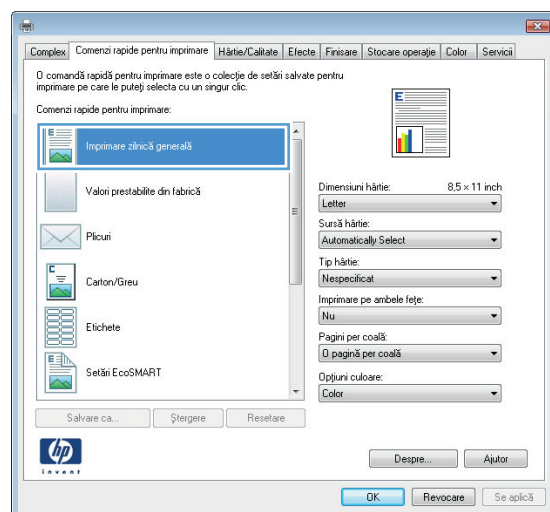 Complex Comenzi rapide pentru imprimare Hârtie/Calitate Efecte Finisare Stocare operaţie Color Servicii
O comandă rapidă pentru imprimare este o colecţie de setări salvate pentru
imprimare pe care le puteţi selecta cu un singur clic.
Comenzi rapide pentru imprimare:
Imprimare zilnică generală
Valori prestabilite din fabrică
Plicuri
Carton/Greu
Etichete
Setări EcoSMART
Salvare ca... Ştergere Resetare
E
Dimensiuni hârtie: 8,5 × 11 inch
Letter
Sursă hârtie:
Automatically Select
Tip hârtie:
Nespecificat
Imprimare pe ambele feţe:
Nu
Pagini per coală:
O pagină per coală
Opţiuni culoare:
Color
hp
invent
Despre... Ajutor
OK Revocare Se aplică